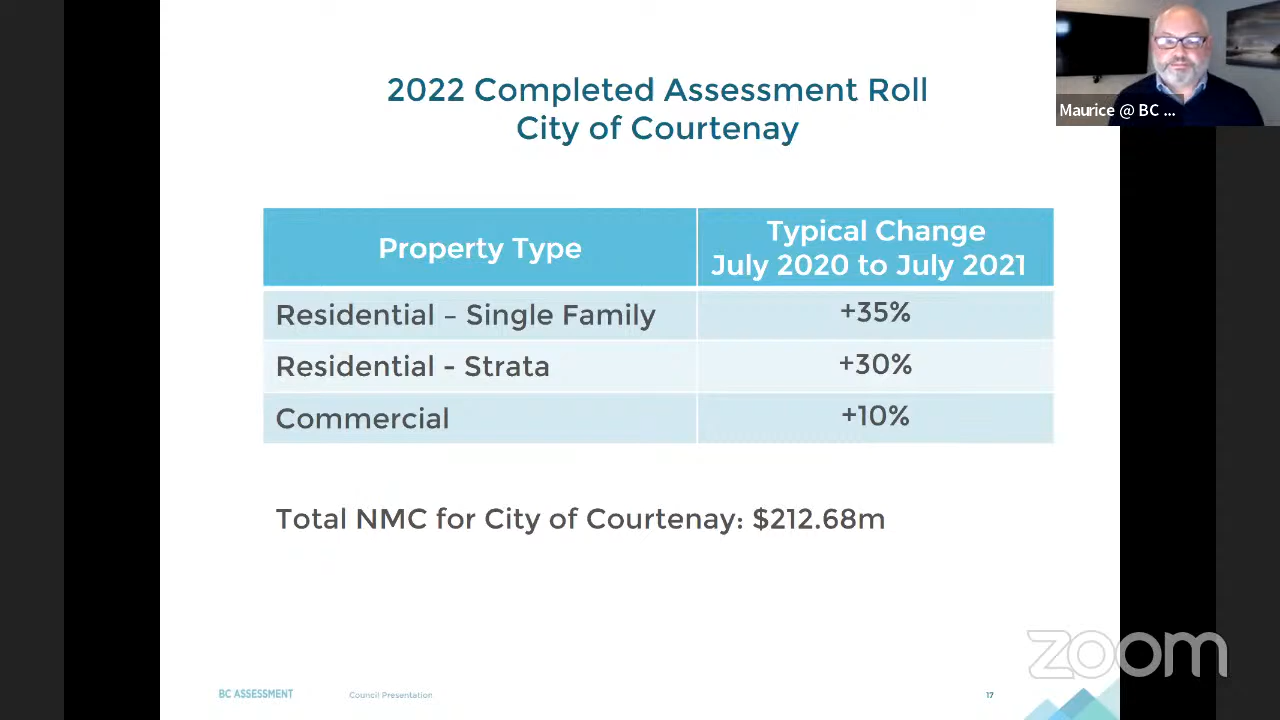 2022 Completed Assessment Roll
City of Courtenay
Maurice @ BC ...
Property Type
Typical Change
July 2020 to July 2021
Residential – Single Family
+35%
Residential - Strata
+30%
Commercial
+10%
Total NMC for City of Courtenay: $212.68m
zoom
BC ASSESSMENT
Council Presentation
17